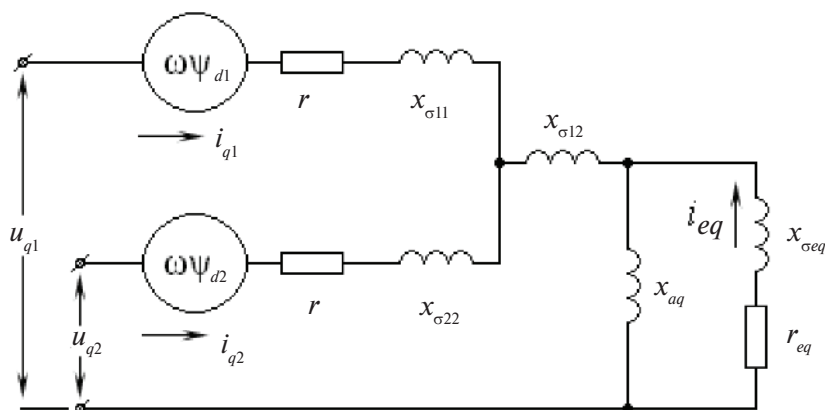 ωψd1
r
xσ11
iq1
xσ12
uq1
ωψd2
ieq
xσeq
uq2
r
xσ22
xaq
req
iq2